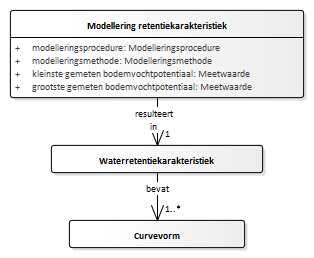 Modellering retentiekarakteristiek
+ modelleringsprocedure: Modelleringsprocedure
+ modelleringsmethode: Modelleringsmethode
+ kleinste gemeten bodemvochtpotentiaal: Meetwaarde
+ grootste gemeten bodemvochtpotentiaal: Meetwaarde
resulteert
in
1
Waterretentiekarakteristiek
bevat
1..*
Curvevorm